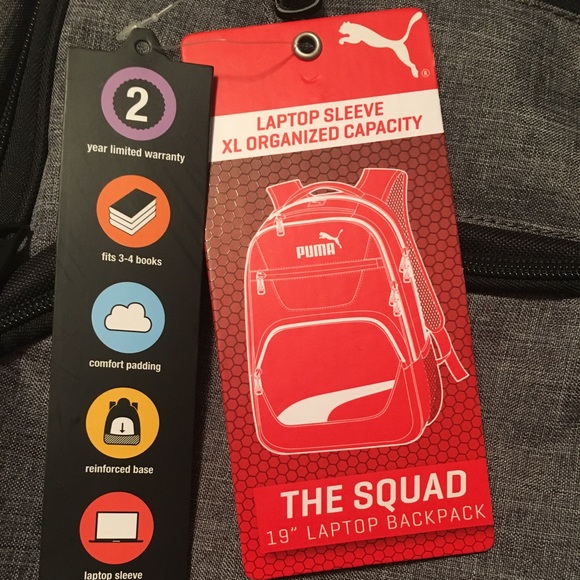 2
year limited warranty
fits 3-4 books
comfort padding
reinforced base
laptop sleeve
®
LAPTOP SLEEVE
XL ORGANIZED CAPACITY
PUMA
THE SQUAD
19" LAPTOP BACKPACK